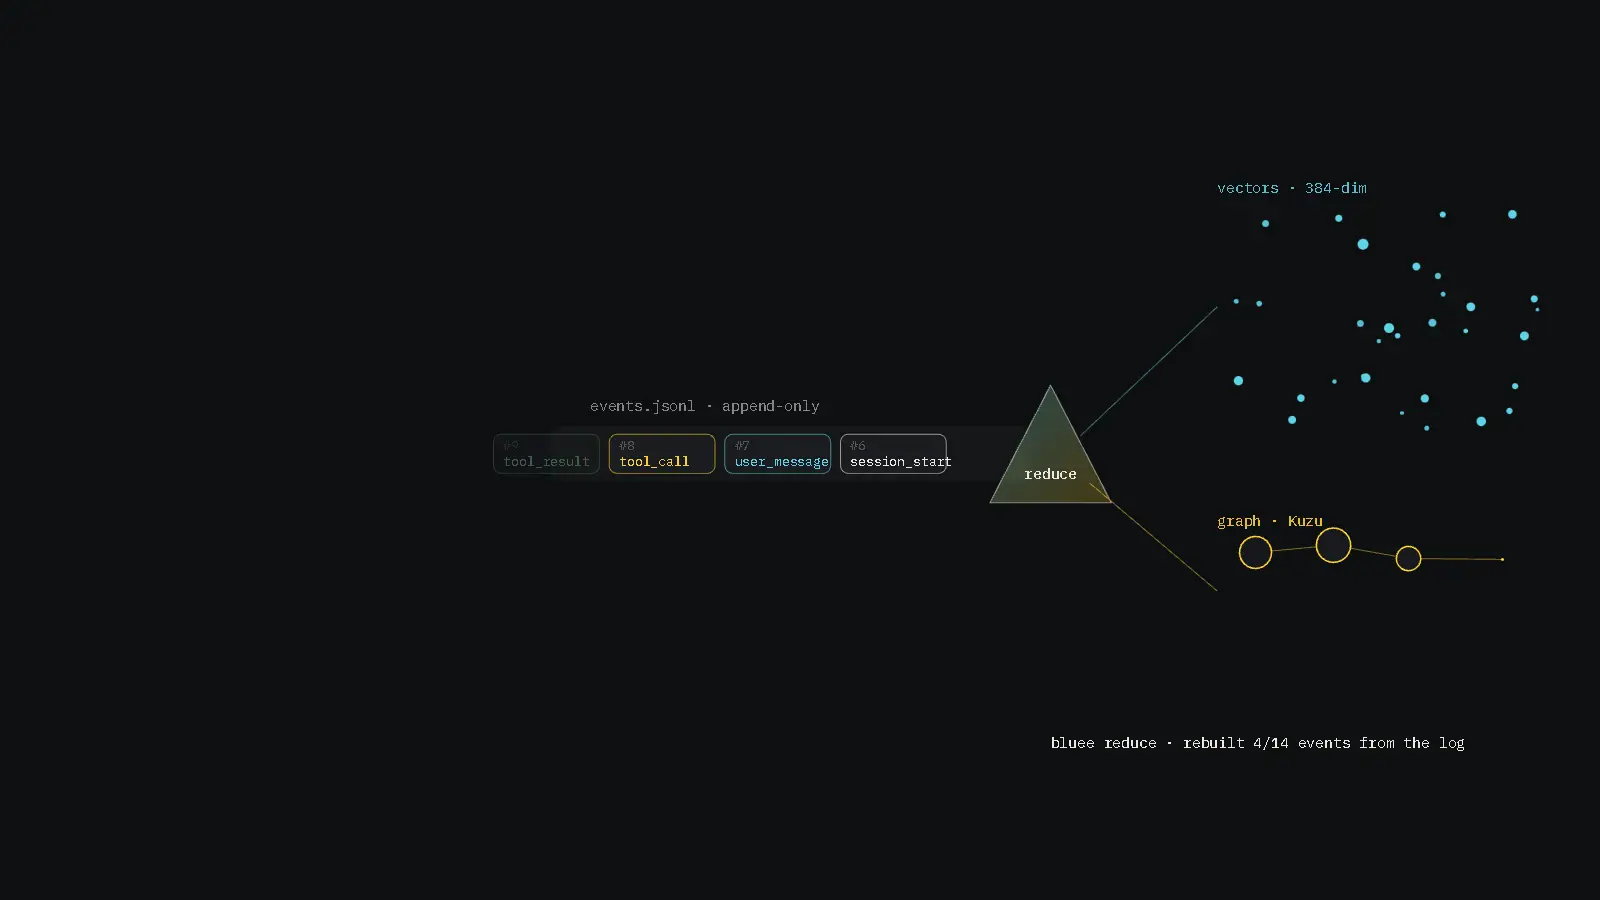 vectors · 384-dim
events.jsonl · append-only
#9
tool_result
#8
tool_call
#7
user_message
#6
session_start
reduce
graph · Kuzu
bluee reduce · rebuilt 4/14 events from the log